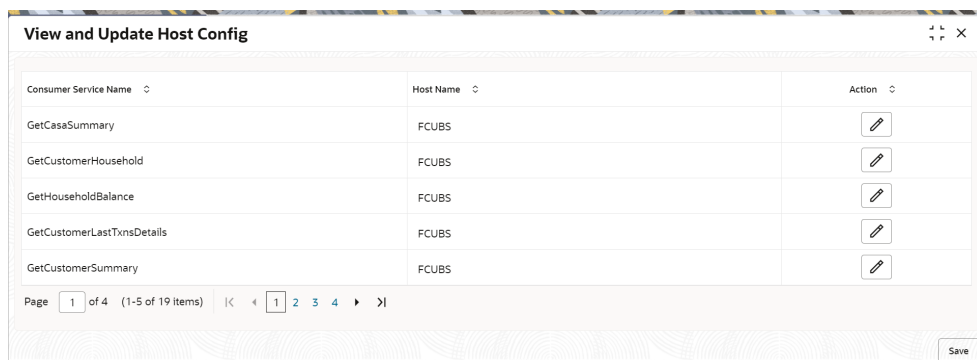 View and Update Host Config
Consumer Service Name Host Name Action
GetCasaSummary FCUBS
GetCustomerHousehold FCUBS
GetHouseholdBalance FCUBS
GetCustomerLastTxnsDetails FCUBS
GetCustomerSummary FCUBS
Page 1 of 4 (1-5 of 19 items) 1 2 3 4
Save